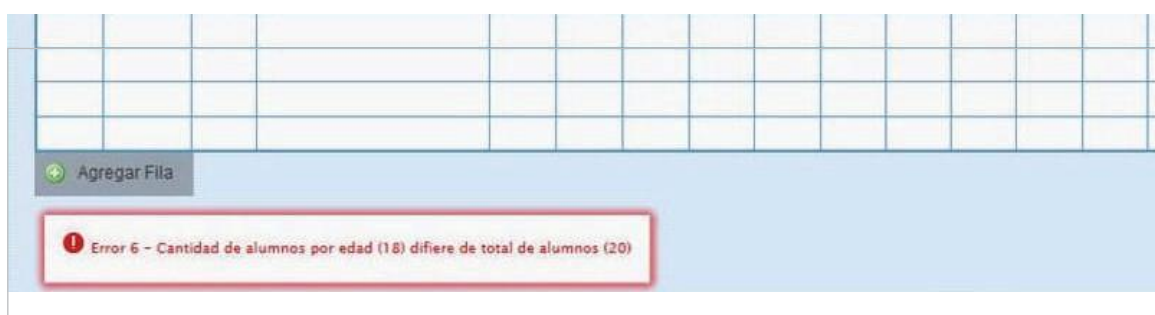 Agregar Fila
Error 6 - Cantidad de alumnos por edad (18) difiere de total de alumnos (20)